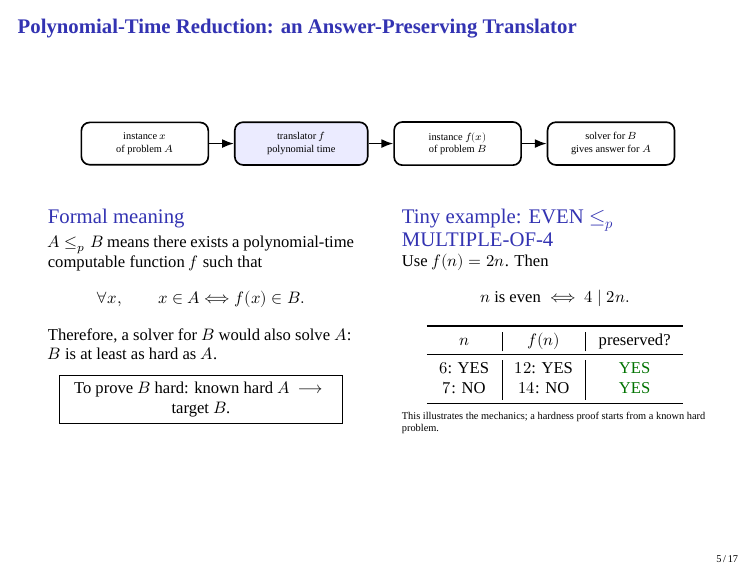 Polynomial-Time Reduction: an Answer-Preserving Translator
instance x
of problem A
translator f
polynomial time
instance f(x)
of problem B
solver for B
gives answer for A
Formal meaning
A ≤p B means there exists a polynomial-time
computable function f such that
∀x, x ∈ A ⟺ f(x) ∈ B.
Therefore, a solver for B would also solve A:
B is at least as hard as A.
To prove B hard: known hard A ⟶
target B.
Tiny example: EVEN ≤p
MULTIPLE-OF-4
Use f(n) = 2n. Then
n is even ⟺ 4 | 2n.
n f(n) preserved?
6: YES 12: YES YES
7: NO 14: NO YES
This illustrates the mechanics; a hardness proof starts from a known hard
problem.
5 / 17